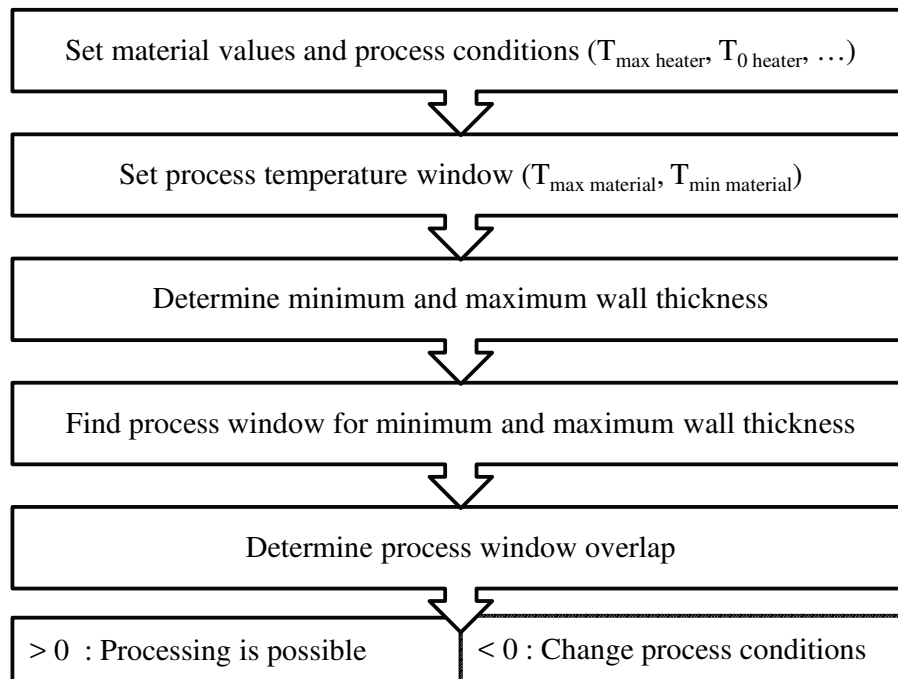 Set material values and process conditions (T max heater, T 0 heater, …)
Set process temperature window (T max material, T min material)
Determine minimum and maximum wall thickness
Find process window for minimum and maximum wall thickness
Determine process window overlap
> 0 : Processing is possible
< 0 : Change process conditions